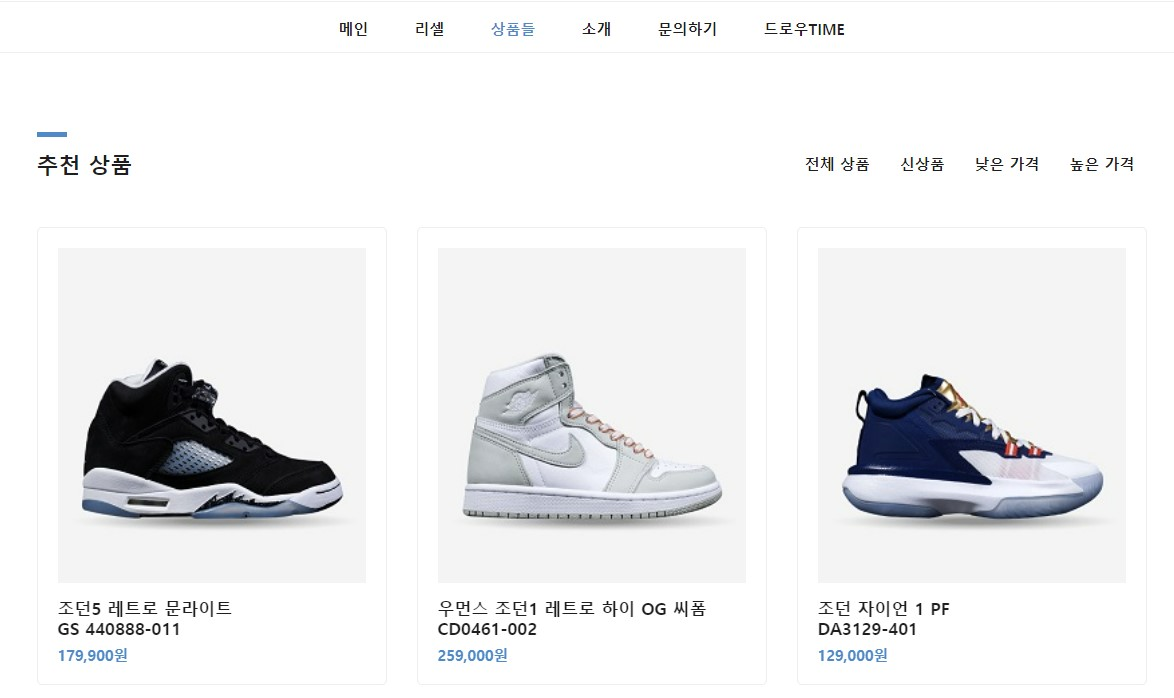 메인 리셀 상품들 소개 문의하기 드로우TIME
추천 상품
전체 상품 신상품 낮은 가격 높은 가격
조던5 레트로 문라이트
GS 440888-011
179,900원
우먼스 조던1 레트로 하이 OG 씨폼
CD0461-002
259,000원
조던 자이언 1 PF
DA3129-401
129,000원